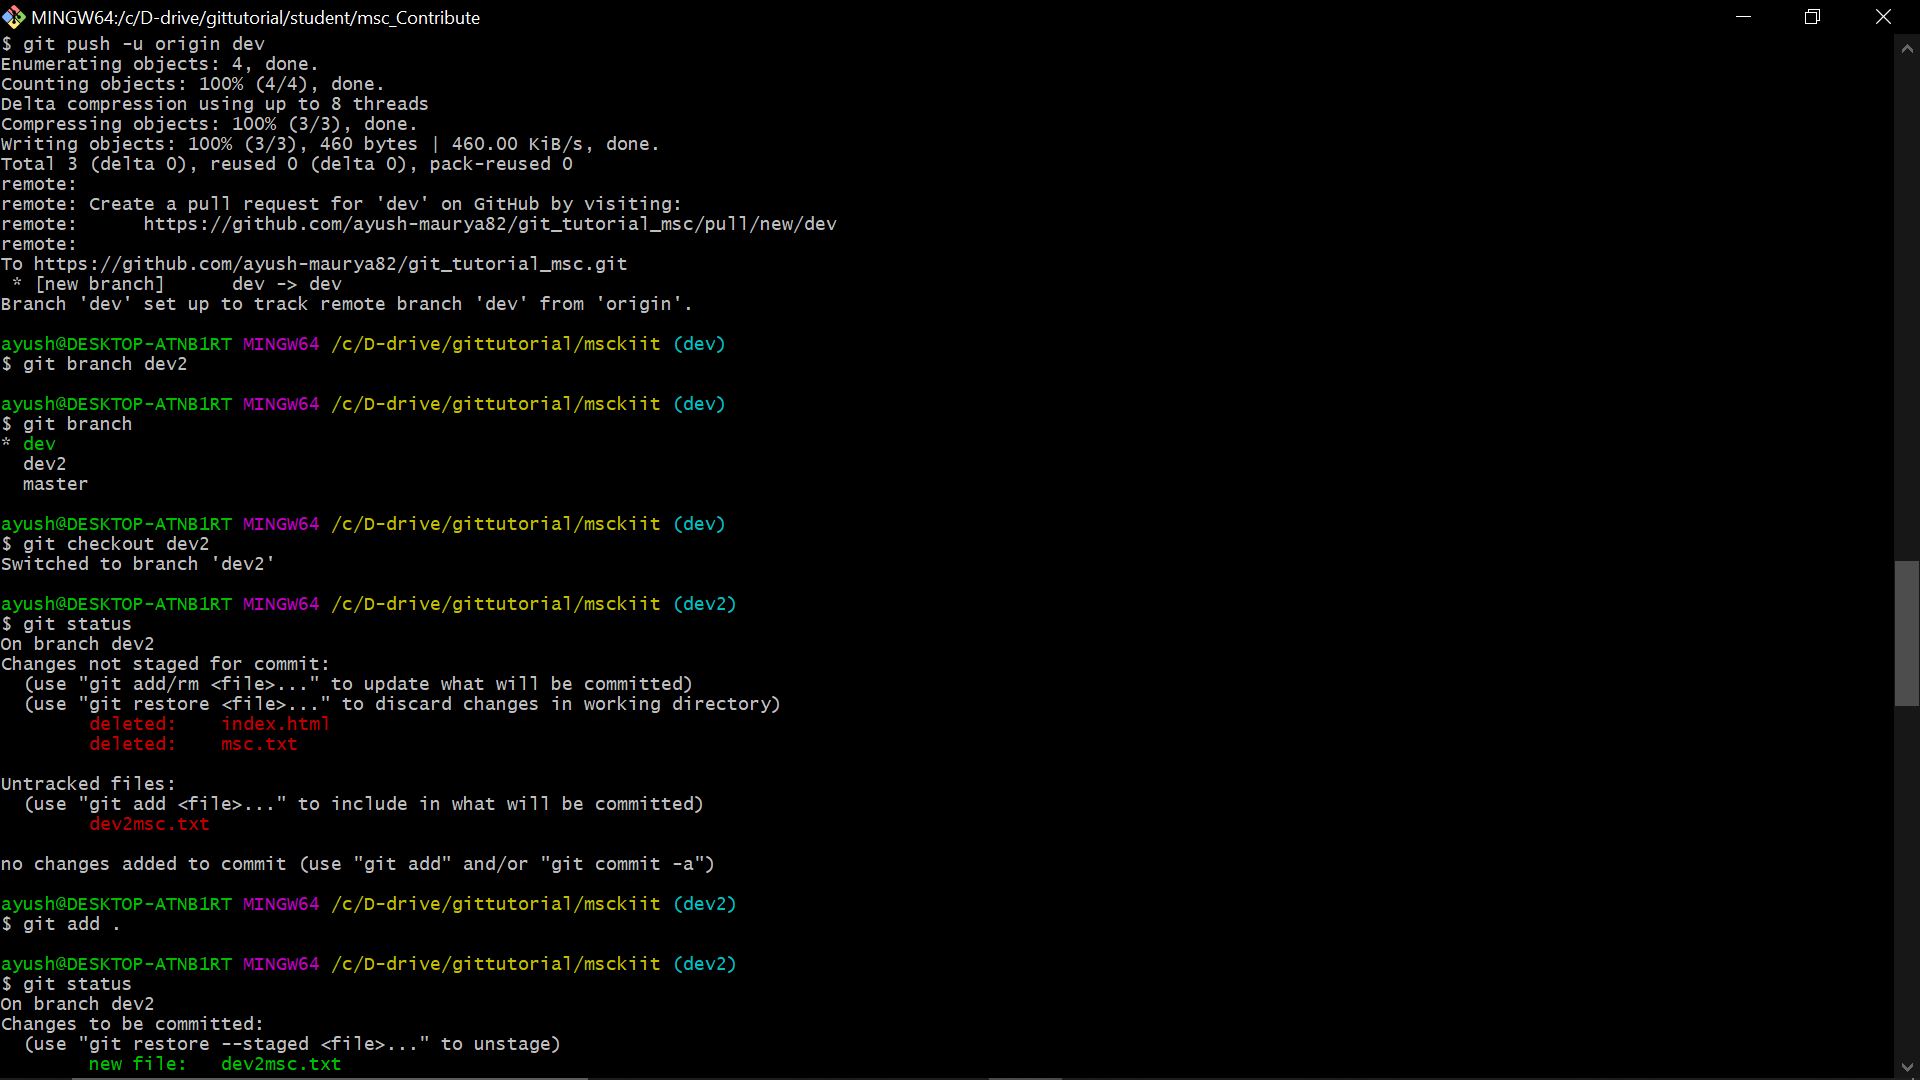 MINGW64:/c/D-drive/gittutorial/student/msc_Contribute
$ git push -u origin dev
Enumerating objects: 4, done.
Counting objects: 100% (4/4), done.
Delta compression using up to 8 threads
Compressing objects: 100% (3/3), done.
Writing objects: 100% (3/3), 460 bytes | 460.00 KiB/s, done.
Total 3 (delta 0), reused 0 (delta 0), pack-reused 0
remote:
remote: Create a pull request for 'dev' on GitHub by visiting:
remote:      https://github.com/ayush-maurya82/git_tutorial_msc/pull/new/dev
remote:
To https://github.com/ayush-maurya82/git_tutorial_msc.git
 * [new branch]      dev -> dev
Branch 'dev' set up to track remote branch 'dev' from 'origin'.
ayush@DESKTOP-ATNB1RT MINGW64 /c/D-drive/gittutorial/msckiit (dev)
$ git branch dev2
ayush@DESKTOP-ATNB1RT MINGW64 /c/D-drive/gittutorial/msckiit (dev)
$ git branch
* dev
  dev2
  master
ayush@DESKTOP-ATNB1RT MINGW64 /c/D-drive/gittutorial/msckiit (dev)
$ git checkout dev2
Switched to branch 'dev2'
ayush@DESKTOP-ATNB1RT MINGW64 /c/D-drive/gittutorial/msckiit (dev2)
$ git status
On branch dev2
Changes not staged for commit:
  (use "git add/rm <file>..." to update what will be committed)
  (use "git restore <file>..." to discard changes in working directory)
        deleted:    index.html
        deleted:    msc.txt
Untracked files:
  (use "git add <file>..." to include in what will be committed)
        dev2msc.txt
no changes added to commit (use "git add" and/or "git commit -a")
ayush@DESKTOP-ATNB1RT MINGW64 /c/D-drive/gittutorial/msckiit (dev2)
$ git add .
ayush@DESKTOP-ATNB1RT MINGW64 /c/D-drive/gittutorial/msckiit (dev2)
$ git status
On branch dev2
Changes to be committed:
  (use "git restore --staged <file>..." to unstage)
        new file:   dev2msc.txt